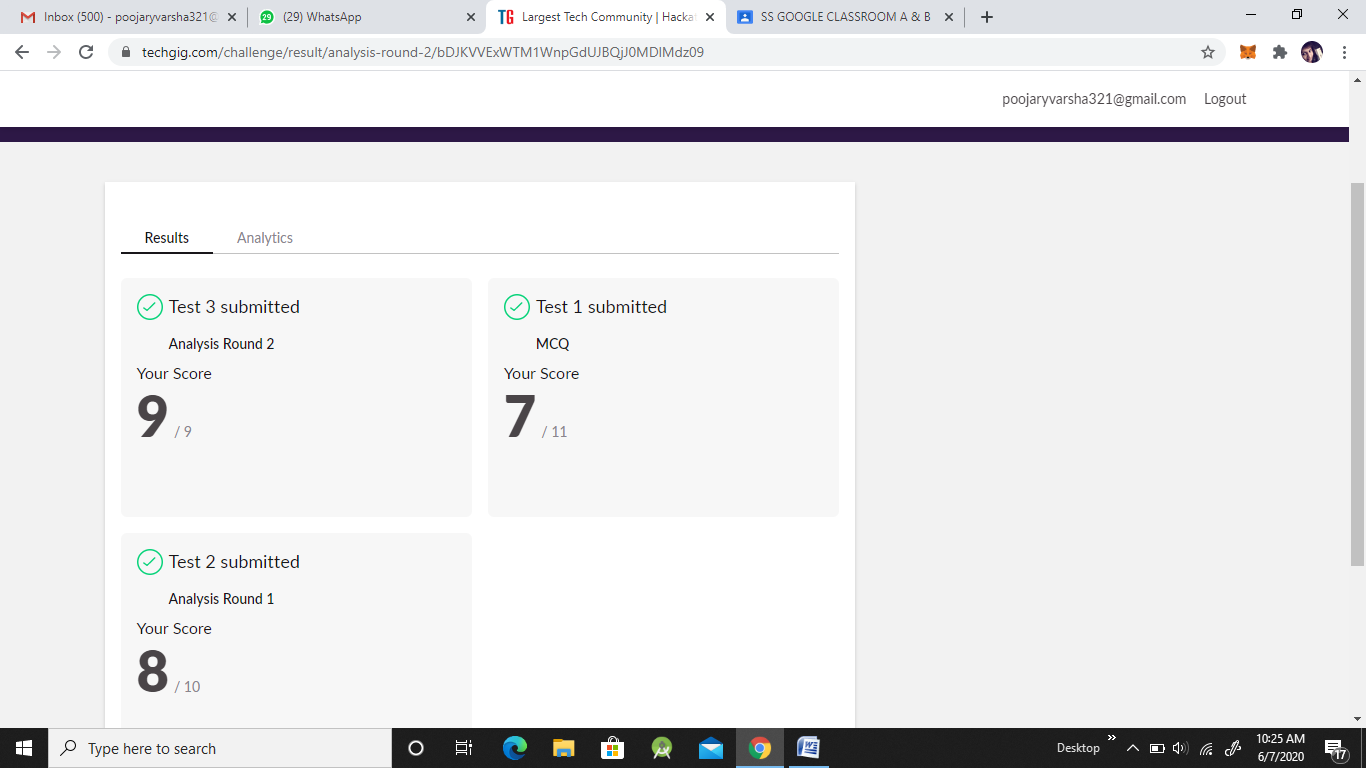 Inbox (500) - poojaryvarsha321@
(29) WhatsApp
TG Largest Tech Community | Hackat
SS GOOGLE CLASSROOM A & B
techgig.com/challenge/result/analysis-round-2/bDJKVVExWTM1WnpGdUJBQjJ0MDlMdz09
poojaryvarsha321@gmail.com Logout
Results Analytics
Test 3 submitted
Analysis Round 2
Your Score
9 / 9
Test 1 submitted
MCQ
Your Score
7 / 11
Test 2 submitted
Analysis Round 1
Your Score
8 / 10
Type here to search
Desktop
10:25 AM
6/7/2020
17